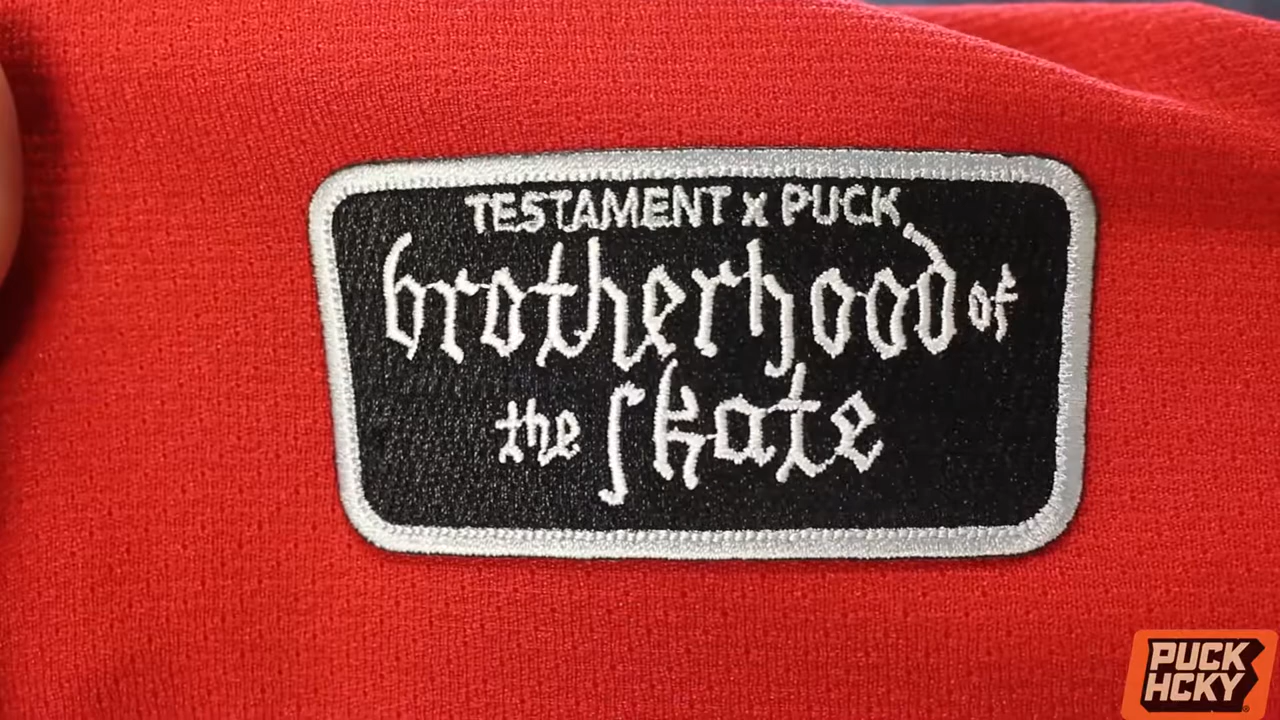 TESTAMENT x PUCK
brotherhood of
the skate
PUCK
HCKY